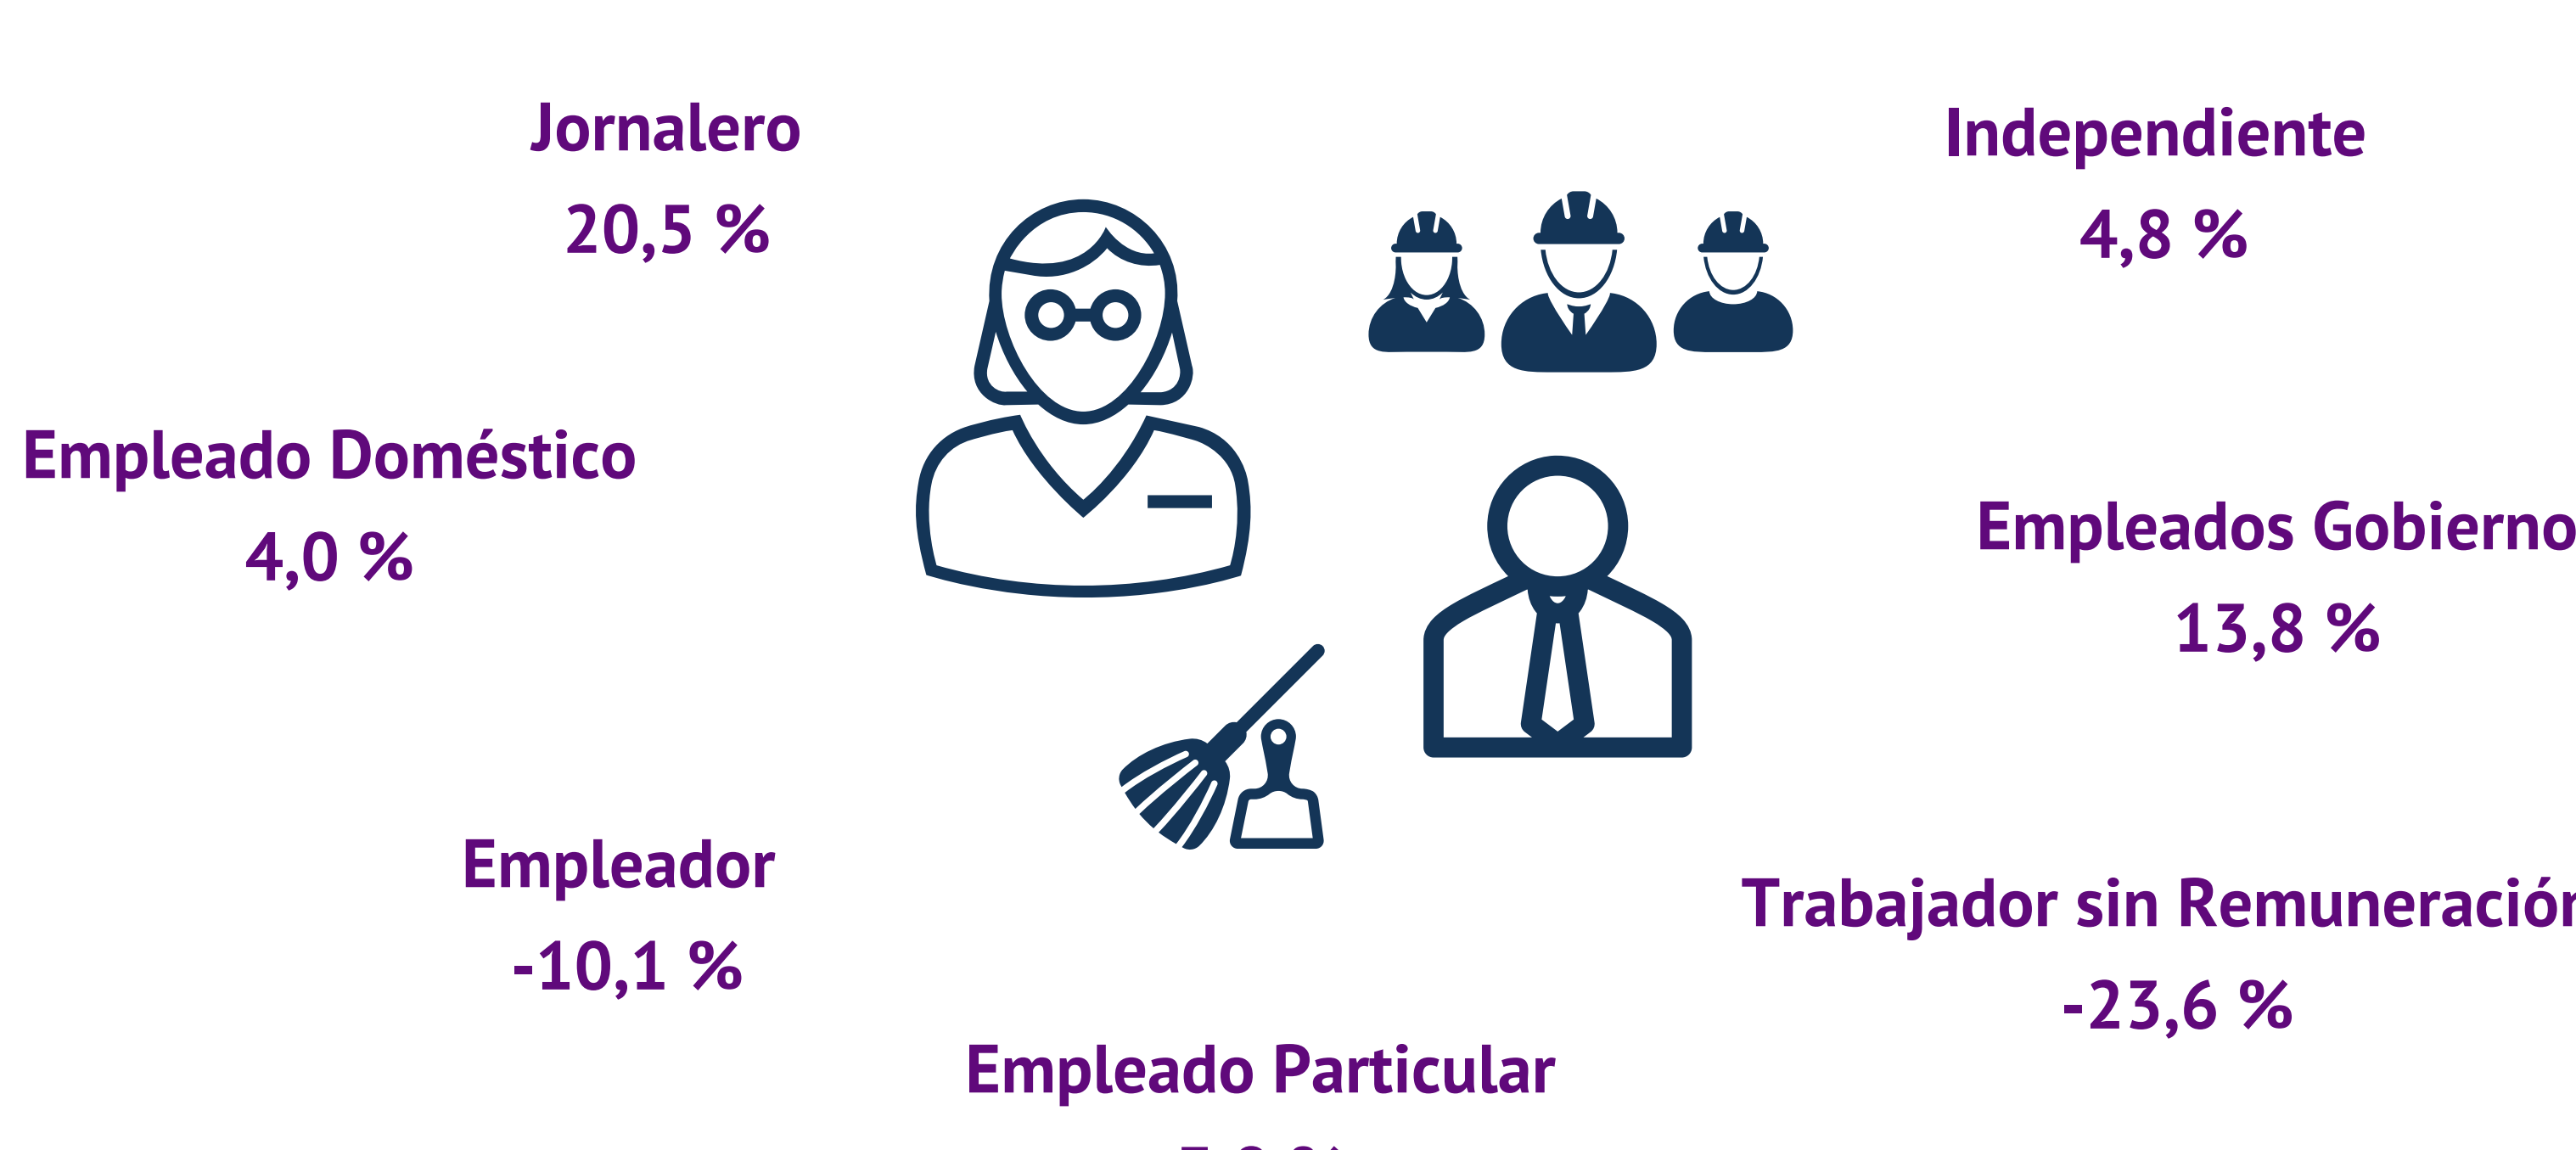 Jornalero
20,5 %
Independiente
4,8 %
Empleado Doméstico
4,0 %
Empleados Gobierno
13,8 %
Empleador
-10,1 %
Trabajador sin Remuneración
-23,6 %
Empleado Particular